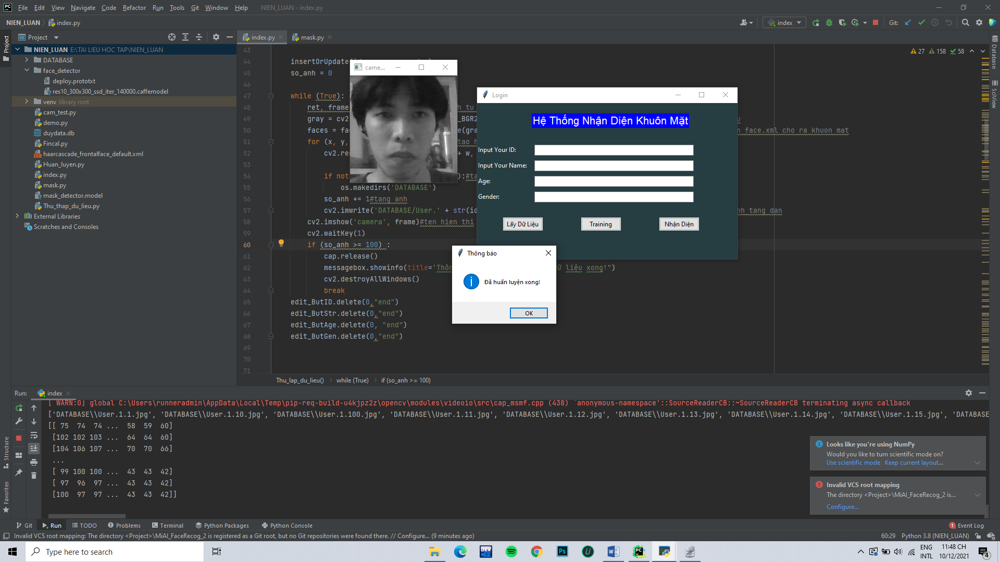 File Edit View Navigate Code Refactor Run Tools Git Window Help NIEN_LUAN - index.py
NIEN_LUAN index.py
index
Git:
Project
index.py
mask.py
NIEN_LUAN E:\TAI LIEU HOC TAP\NIEN_LUAN
DATABASE
face_detector
deploy.prototxt
res10_300x300_ssd_iter_140000.caffemodel
venv library root
cam_test.py
demo.py
duydata.db
Fincal.py
haarcascade_frontalface_default.xml
Huan_luyen.py
index.py
mask.py
mask_detector.model
Thu_thap_du_lieu.py
External Libraries
Scratches and Consoles
Project
Structure
Favorites
Database
SciView
27 158 58
43
44 insertOrUpdate(
45 so_anh = 0
46
47 while (True):
48 ret, frame
49 gray = cv2 _BGR2
50 faces = fa e(gra face.xml cho ra khuon mat
51 for (x, y, tao h
52 cv2.re + w,
53
54 if not ):#ta
55 os.makedirs('DATABASE')
56 so_anh += 1#tang anh
57 cv2.imwrite('DATABASE/User.' + str(id nh tang dan
58 cv2.imshow('camera', frame)#ten hien thi
59 cv2.waitKey(1)
60 if (so_anh >= 100) :
61 cap.release()
62 messagebox.showinfo(title='Thôn ữ liệu xong!")
63 cv2.destroyAllWindows()
64 break
65 edit_ButID.delete(0,"end")
66 edit_ButStr.delete(0,"end")
67 edit_ButAge.delete(0, "end")
68 edit_ButGen.delete(0,"end")
69
70
71
Thu_lap_du_lieu() while (True) if (so_anh >= 100)
came...
Login
Hệ Thống Nhận Diện Khuôn Mặt
Input Your ID:
Input Your Name:
Age:
Gender:
Lấy Dữ Liệu Training Nhận Diện
Thông báo
Đã huấn luyện xong!
OK
Run: index
[ WARN:0] global C:\Users\runneradmin\AppData\Local\Temp\pip-req-build-u4kjpz2z\opencv\modules\videoio\src\cap_msmf.cpp (438) `anonymous-namespace'::SourceReaderCB::~SourceReaderCB terminating async callback
['DATABASE\\User.1.1.jpg', 'DATABASE\\User.1.10.jpg', 'DATABASE\\User.1.100.jpg', 'DATABASE\\User.1.11.jpg', 'DATABASE\\User.1.12.jpg', 'DATABASE\\User.1.13.jpg', 'DATABASE\\User.1.14.jpg', 'DATABASE\\User.1.15.jpg', 'DATABASE
[[ 75 74 74 ... 58 59 60]
[102 102 103 ... 64 64 60]
[104 106 107 ... 70 70 66]
...
[ 99 100 100 ... 43 43 42]
[ 97 96 97 ... 43 43 42]
[100 97 97 ... 43 43 42]]
Looks like you're using NumPy
Would you like to turn scientific mode on?
Use scientific mode Keep current layout...
Invalid VCS root mapping
The directory <Project>\MiAI_FaceRecog_2 is...
Configure...
Git Run TODO Problems Terminal Python Packages Python Console
1 Event Log
Invalid VCS root mapping: The directory <Project>\MiAI_FaceRecog_2 is registered as a Git root, but no Git repositories were found there. // Configure... (9 minutes ago)
60:29 Python 3.8 (NIEN_LUAN)
Type here to search
ENG
INTL
11:48 CH
10/12/2021
4